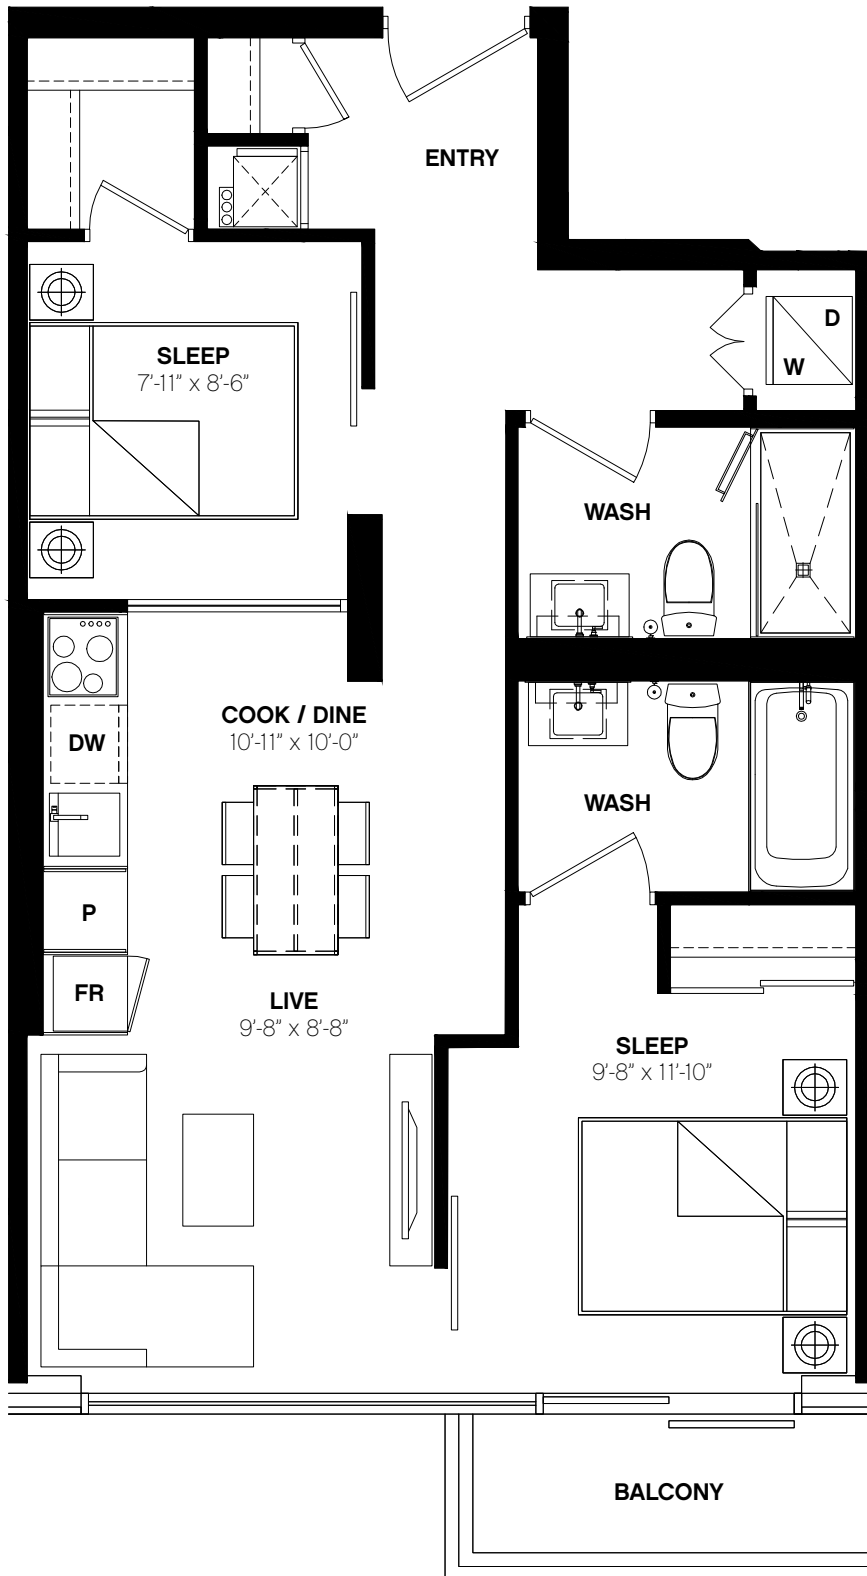 ENTRY
D
W
SLEEP
7'-11" x 8'-6"
WASH
COOK / DINE
10'-11" x 10'-0"
DW
WASH
P
FR
LIVE
9'-8" x 8'-8"
SLEEP
9'-8" x 11'-10"
BALCONY